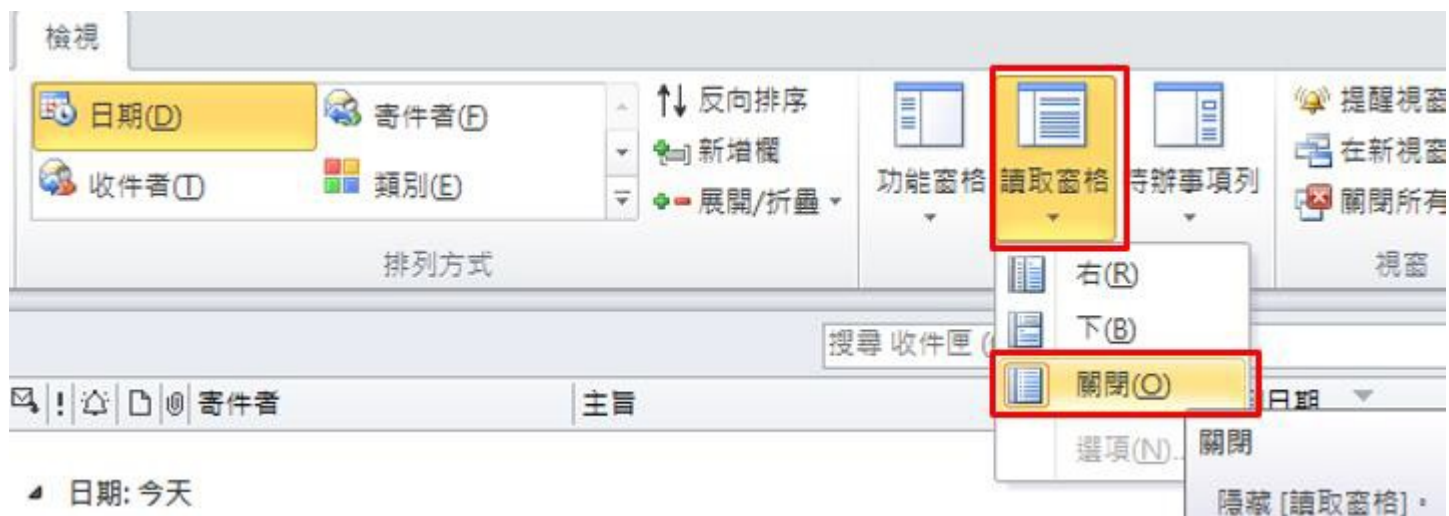 檢視
日期(D)
寄件者(F)
收件者(T)
類別(E)
排列方式
反向排序
新增欄
展開/折疊
功能窗格
讀取窗格
待辦事項列
提醒視窗
在新視窗
關閉所有
視窗
右(R)
下(B)
關閉(O)
選項(N)...
搜尋 收件匣 (
! 寄件者
主旨
日期
關閉
隱藏 [讀取窗格]。
日期: 今天